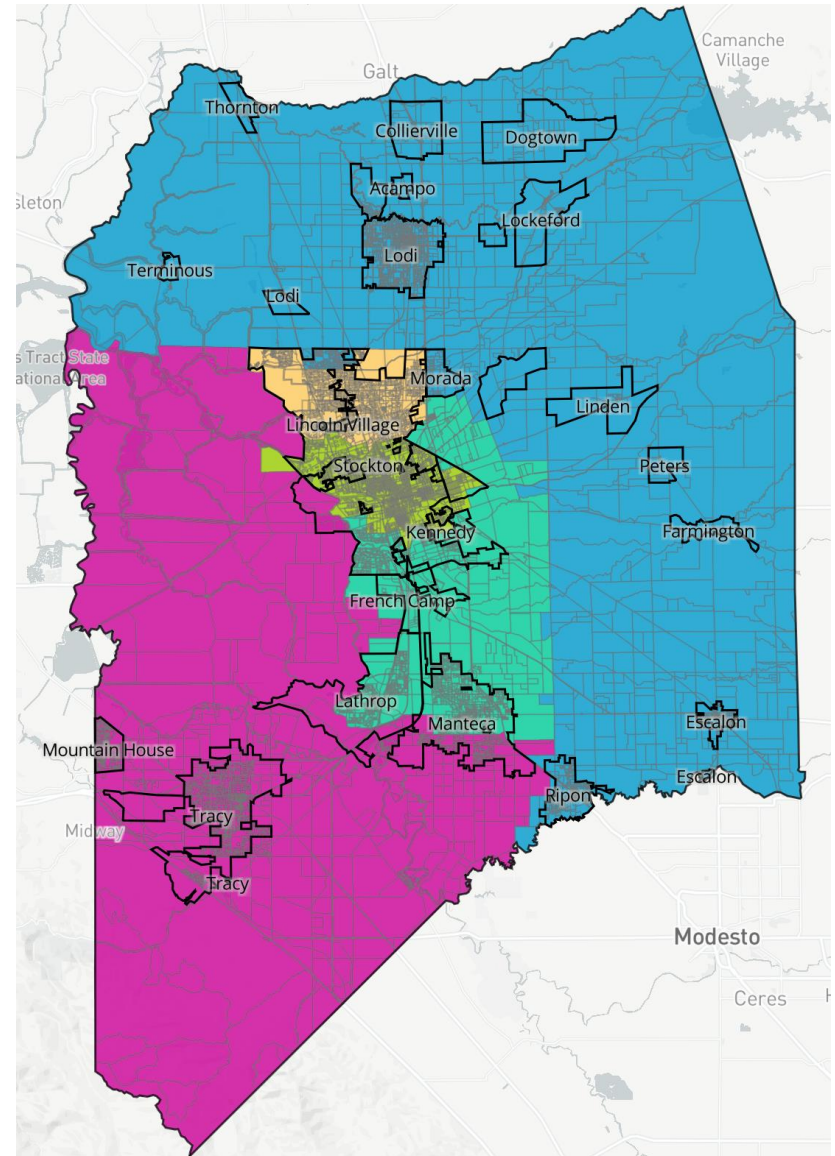 Camanche
Village
Galt
Thornton
Collierville
Dogtown
sleton
Acampo
Lockeford
Lodi
Terminous
Lodi
s Tract State
ational Area
Morada
Linden
Lincoln Village
Stockton
Peters
Kennedy
Farmington
French Camp
Lathrop
Manteca
Escalon
Mountain House
Escalon
Ripon
Tracy
Midway
Tracy
Modesto
Ceres
H